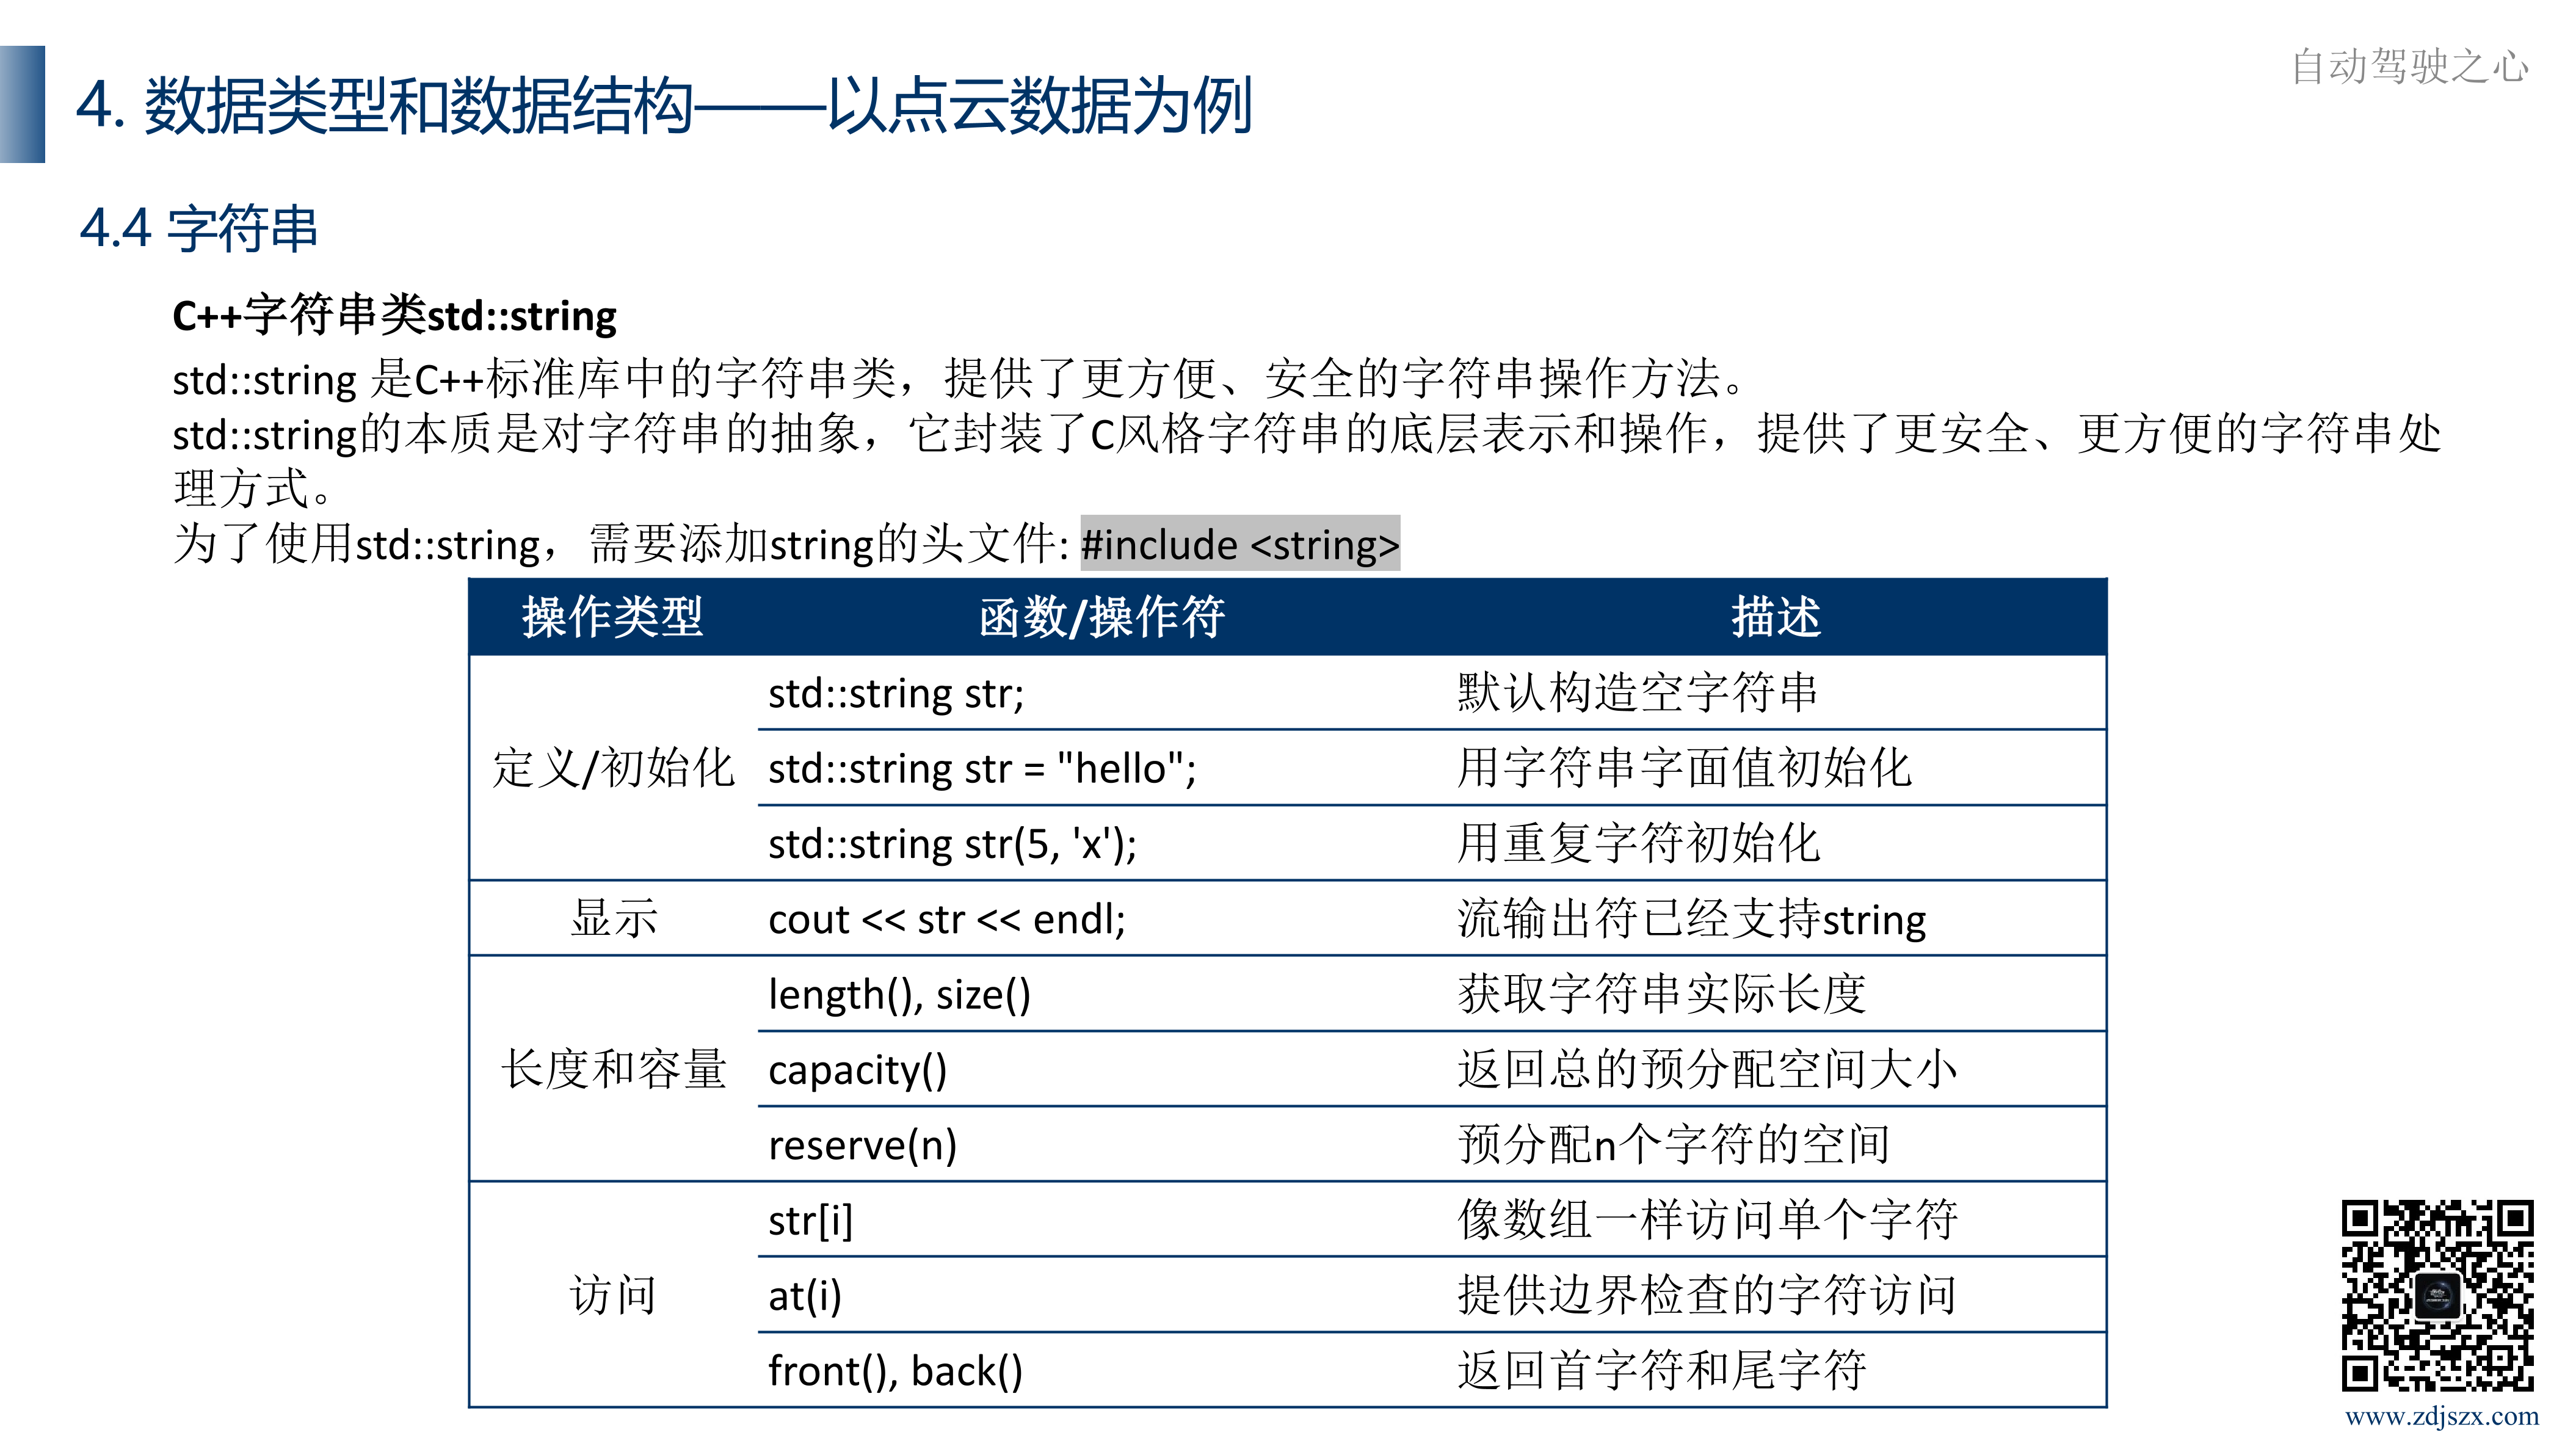 自动驾驶之心
4. 数据类型和数据结构——以点云数据为例
4.4 字符串
C++字符串类std::string
std::string 是C++标准库中的字符串类，提供了更方便、安全的字符串操作方法。
std::string的本质是对字符串的抽象，它封装了C风格字符串的底层表示和操作，提供了更安全、更方便的字符串处
理方式。
为了使用std::string，需要添加string的头文件: #include <string>
操作类型 函数/操作符 描述
定义/初始化
std::string str; 默认构造空字符串
std::string str = "hello"; 用字符串字面值初始化
std::string str(5, 'x'); 用重复字符初始化
显示 cout << str << endl; 流输出符已经支持string
长度和容量
length(), size() 获取字符串实际长度
capacity() 返回总的预分配空间大小
reserve(n) 预分配n个字符的空间
访问
str[i] 像数组一样访问单个字符
at(i) 提供边界检查的字符访问
front(), back() 返回首字符和尾字符
www.zdjszx.com